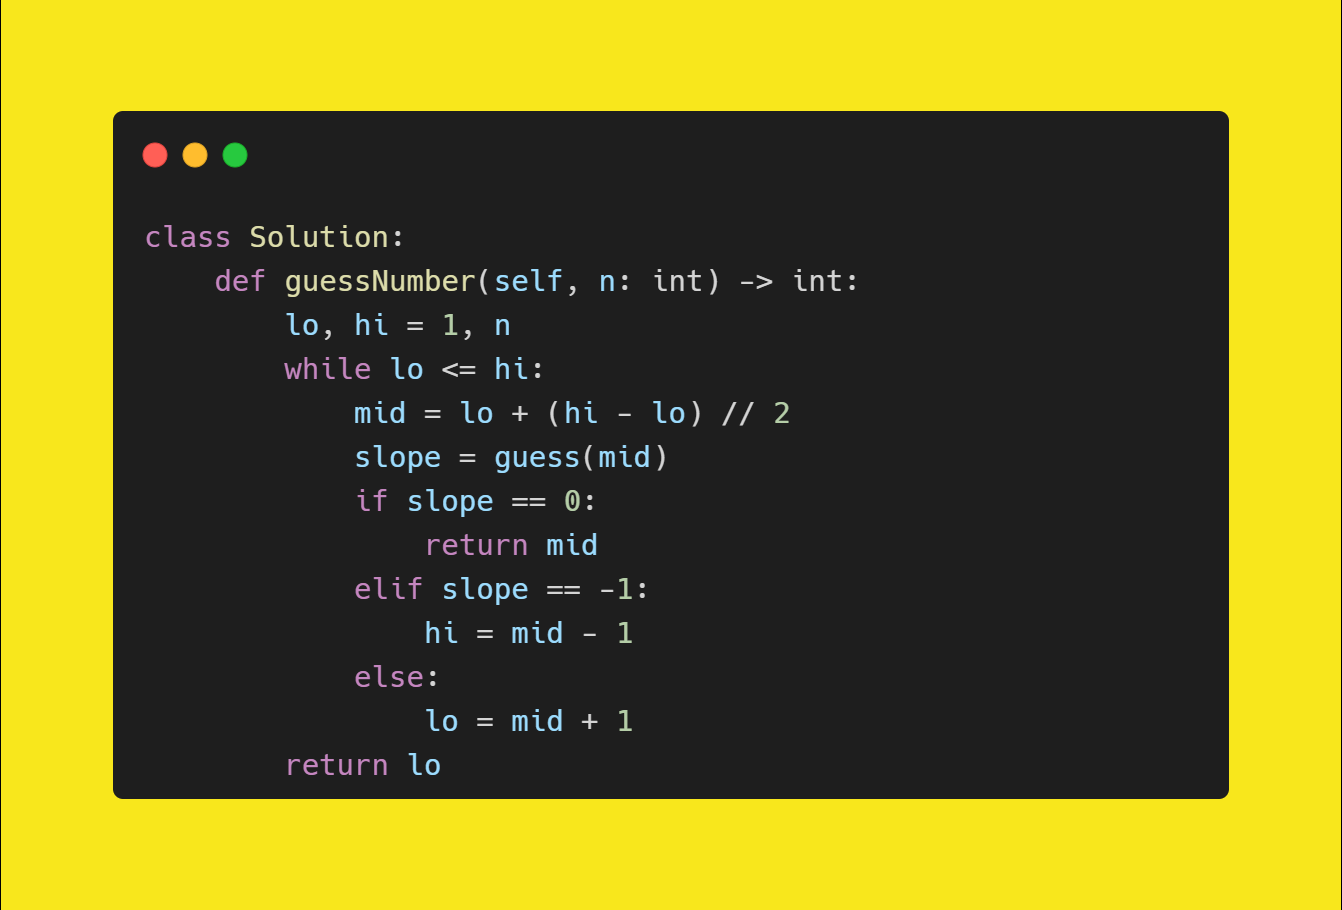 class Solution:
    def guessNumber(self, n: int) -> int:
        lo, hi = 1, n
        while lo <= hi:
            mid = lo + (hi - lo) // 2
            slope = guess(mid)
            if slope == 0:
                return mid
            elif slope == -1:
                hi = mid - 1
            else:
                lo = mid + 1
        return lo